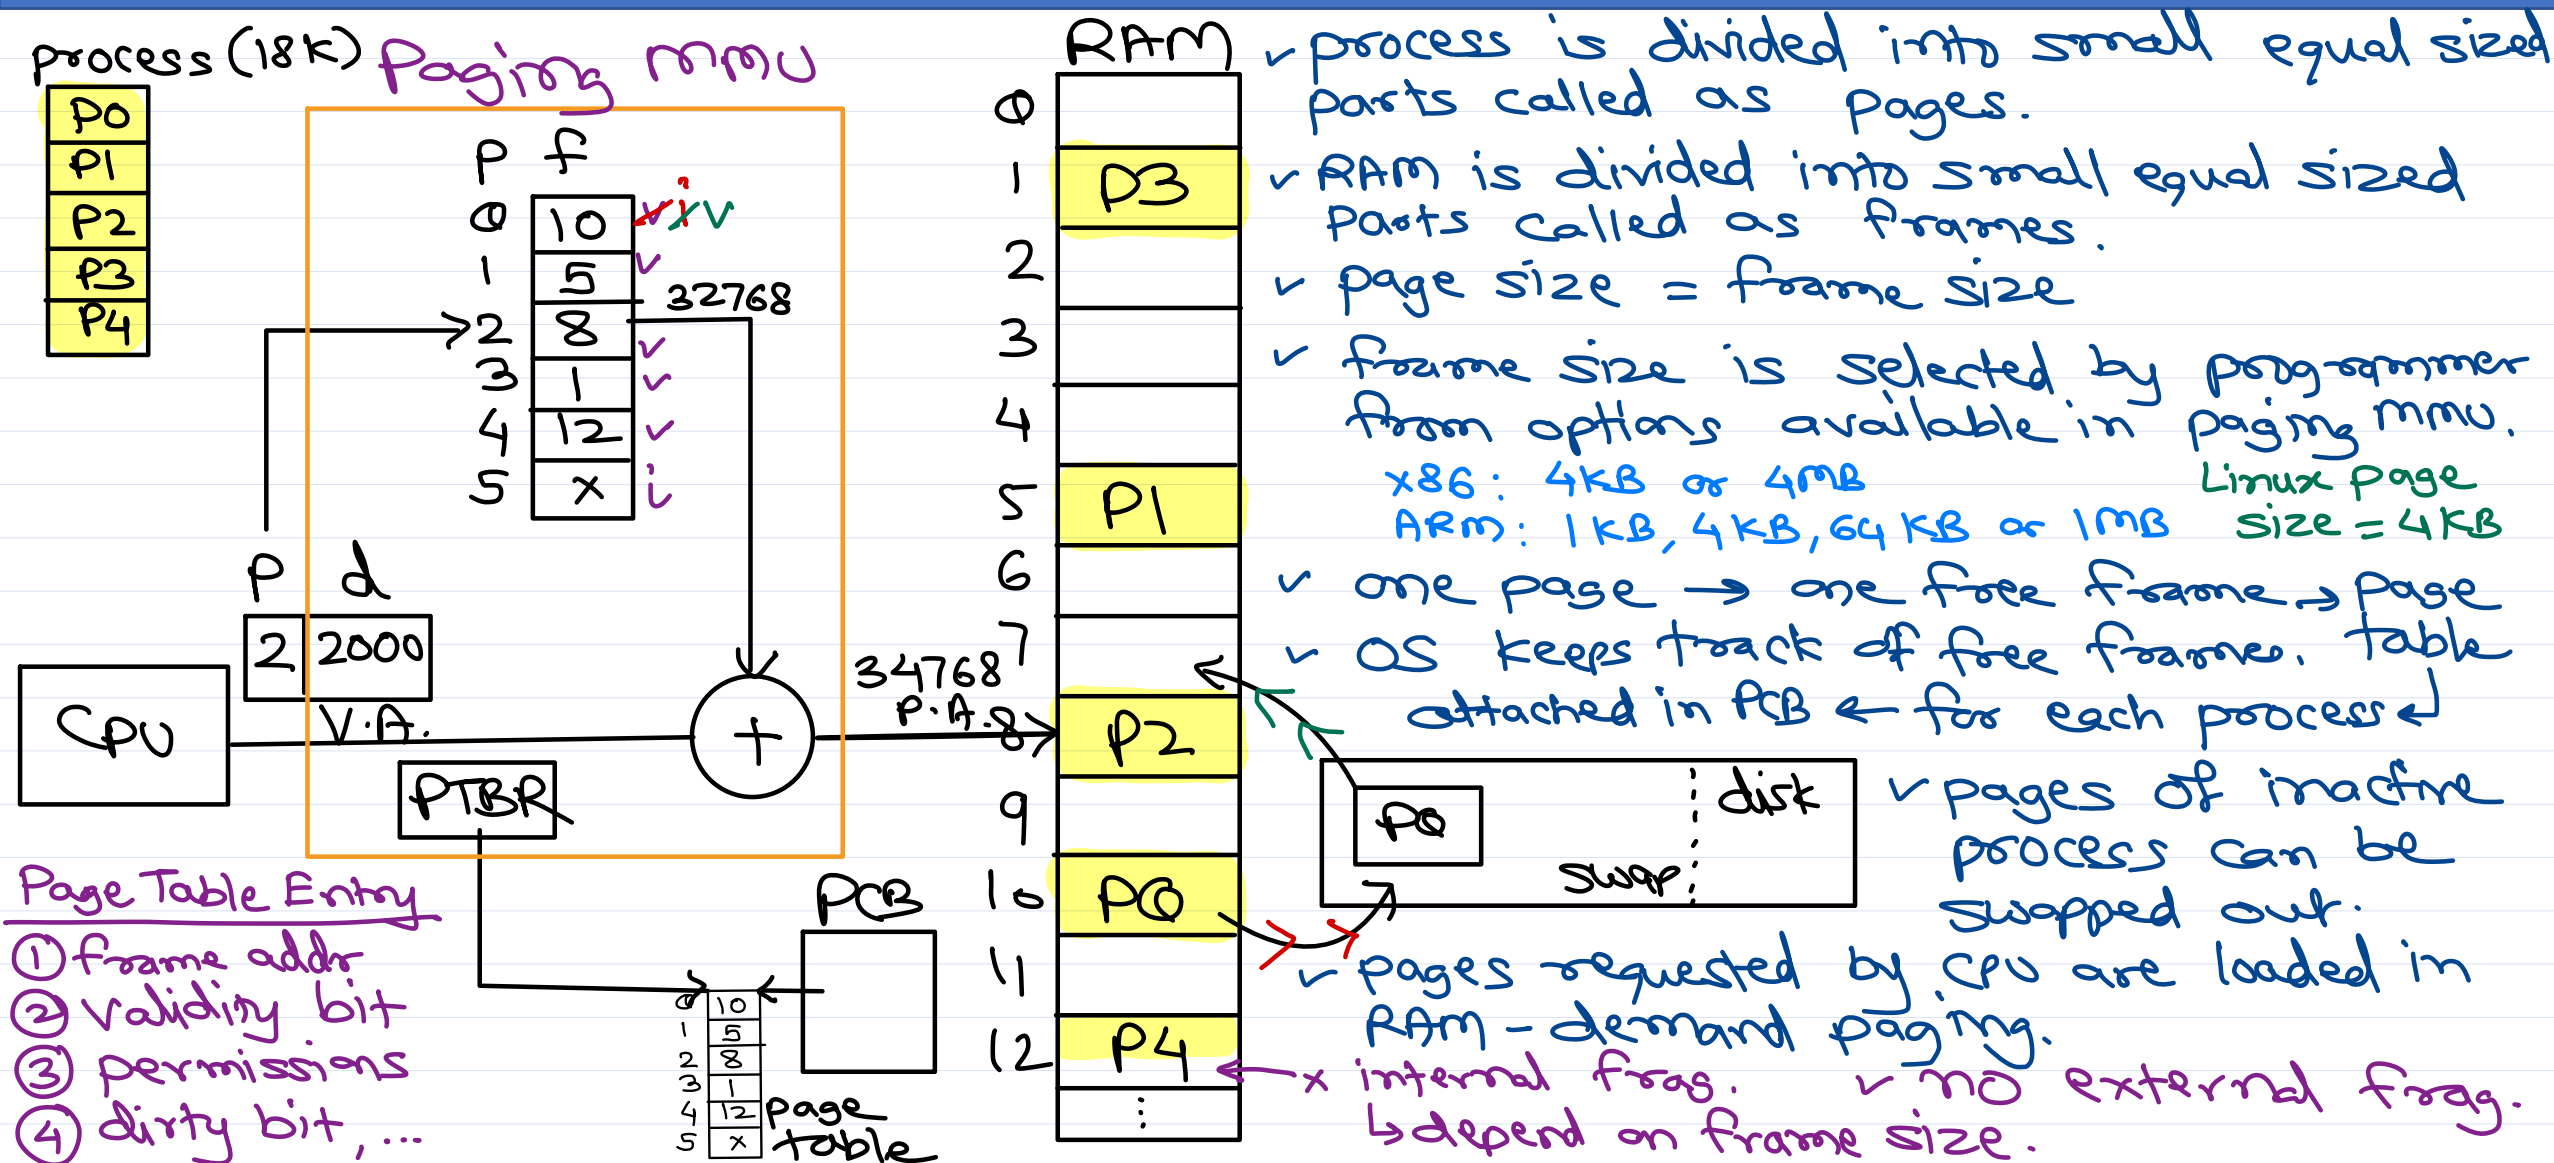 process (18K)
Paging MMU
P0
P1
P2
P3
P4
p f
0 10 v i v
1 5 v
2 8 v
3 1 v
4 12 v
5 x i
32768
p d
2 2000
V.A.
CPU
PTBR
+
34768
P.A.
PCB
0 10
1 5
2 8
3 1
4 12
5 x
page
table
Page Table Entry
① frame addr
② validity bit
③ permissions
④ dirty bit, ...
RAM
0
1 P3
2
3
4
5 P1
6
7
8 P2
9
10 P0
11
12 P4
⋮
✓ process is divided into small equal sized
parts called as pages.
✓ RAM is divided into small equal sized
parts called as frames.
✓ page size = frame size
✓ frame size is selected by programmer
from options available in paging MMU.
x86: 4KB or 4MB
ARM: 1KB, 4KB, 64KB or 1MB
Linux page
size = 4KB
✓ one page → one free frame → page
table
✓ OS keeps track of free frames.
attached in PCB ← for each process ↵
P0
swap
disk
✓ pages of inactive
process can be
swapped out.
✓ pages requested by CPU are loaded in
RAM - demand paging.
x internal frag. ✓ no external frag.
↳ depend on frame size.